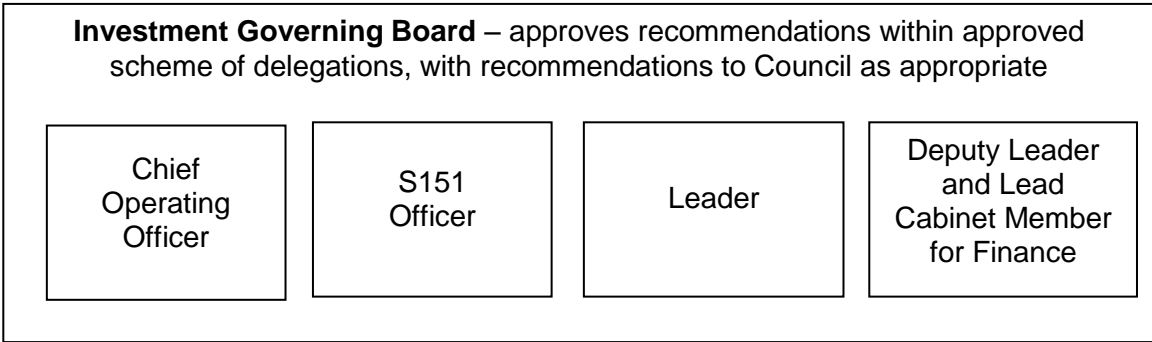 Investment Governing Board – approves recommendations within approved
scheme of delegations, with recommendations to Council as appropriate
Chief
Operating
Officer
S151
Officer
Leader
Deputy Leader
and Lead
Cabinet Member
for Finance